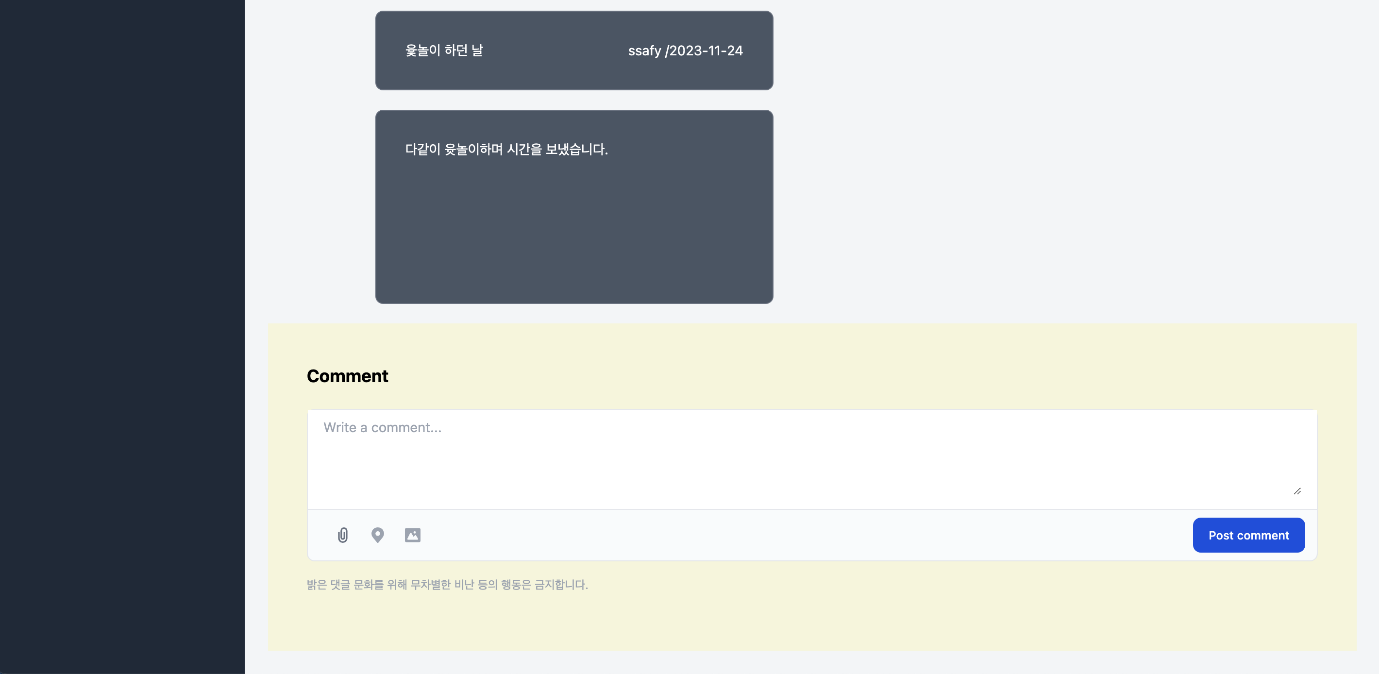 윷놀이 하던 날
ssafy /2023-11-24
다같이 윷놀이하며 시간을 보냈습니다.
Comment
Write a comment...
Post comment
밝은 댓글 문화를 위해 무차별한 비난 등의 행동은 금지합니다.